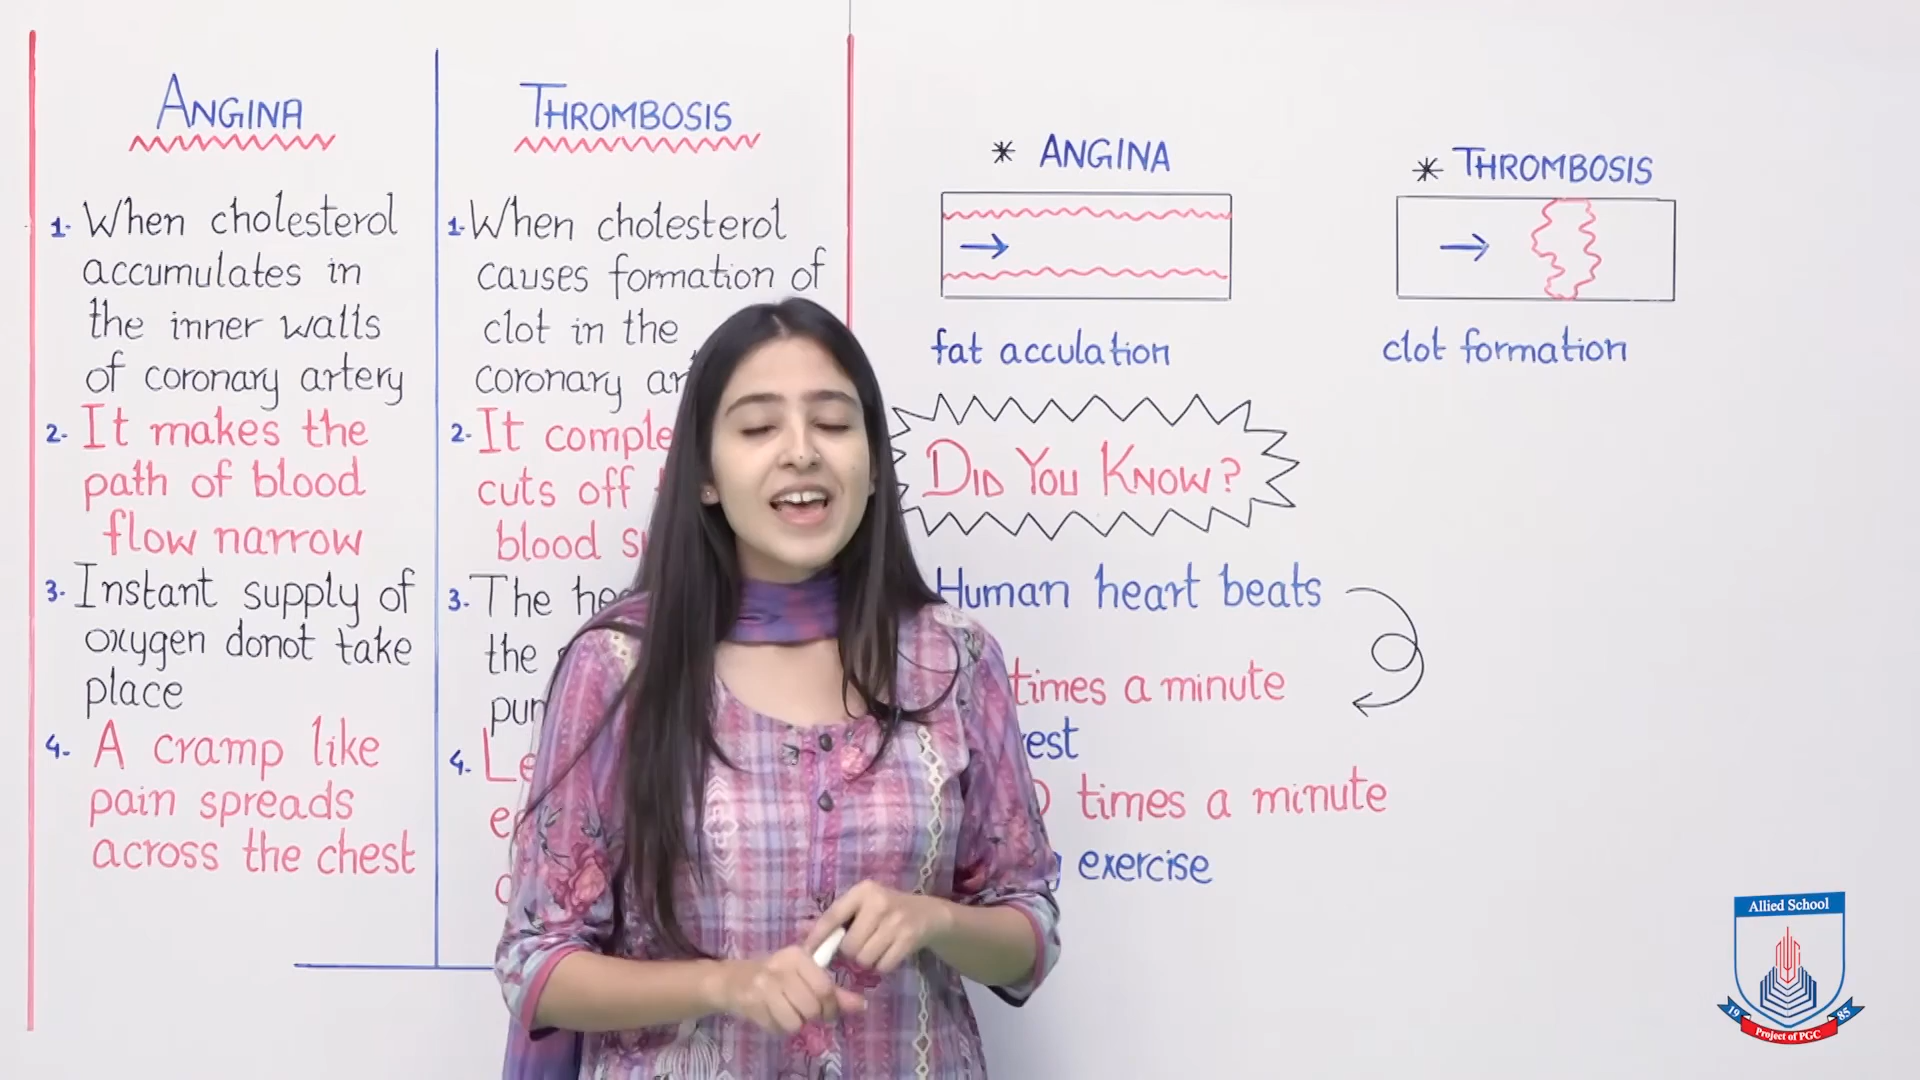 ANGINA
1. When cholesterol
accumulates in
the inner walls
of coronary artery
2- It makes the
path of blood
flow narrow
3. Instant supply of
oxygen donot take
place
4. A cramp like
pain spreads
across the chest
THROMBOSIS
1. When cholesterol
causes formation of
clot in the
coronary
2. It
cuts off
blood
3. The
the
4.
* ANGINA
fat acculation
* THROMBOSIS
clot formation
DID YOU KNOW?
Human heart beats
times a minute
times a minute
exercise
Allied School
19 85
Project of PGC